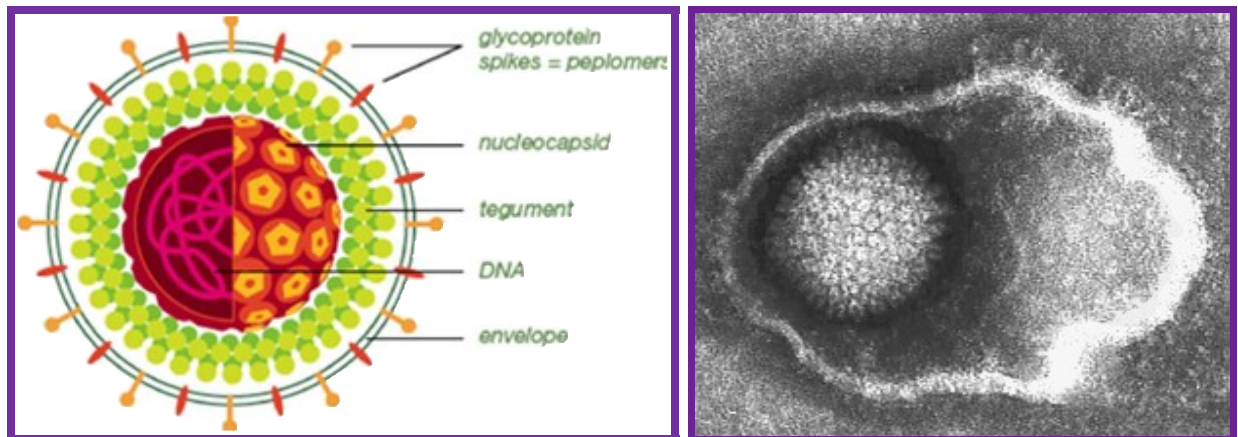 glycoprotein
spikes = peplomers
nucleocapsid
tegument
DNA
envelope